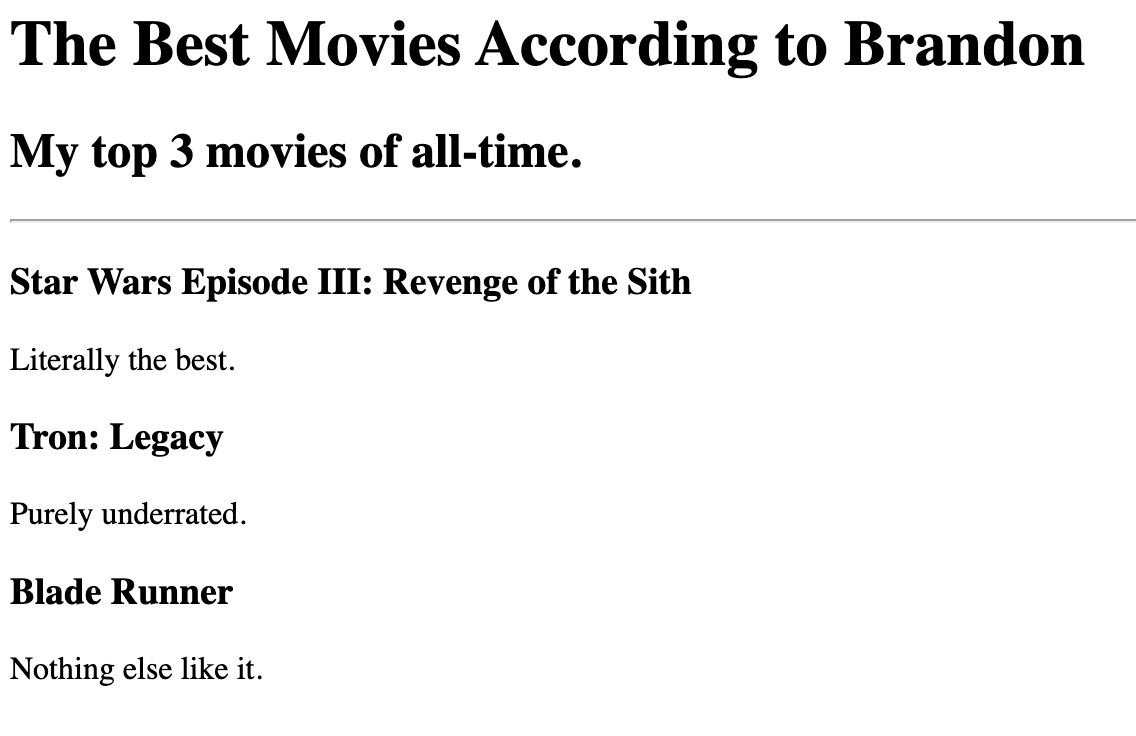 The Best Movies According to Brandon
My top 3 movies of all-time.
Star Wars Episode III: Revenge of the Sith
Literally the best.
Tron: Legacy
Purely underrated.
Blade Runner
Nothing else like it.